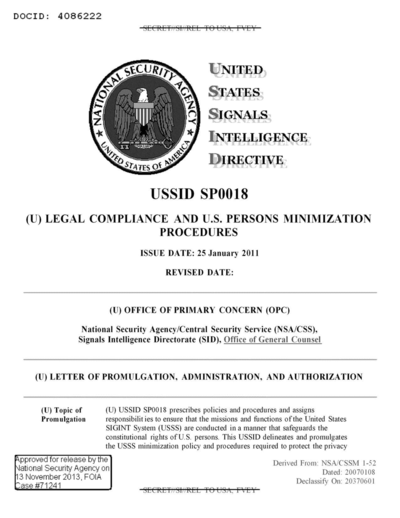 DOCID: 4086222
SECRET//SI//REL TO USA, FVEY
NATIONAL SECURITY AGENCY
UNITED STATES OF AMERICA
UNITED
STATES
SIGNALS
INTELLIGENCE
DIRECTIVE
USSID SP0018
(U) LEGAL COMPLIANCE AND U.S. PERSONS MINIMIZATION
PROCEDURES
ISSUE DATE: 25 January 2011
REVISED DATE:
(U) OFFICE OF PRIMARY CONCERN (OPC)
National Security Agency/Central Security Service (NSA/CSS),
Signals Intelligence Directorate (SID), Office of General Counsel
(U) LETTER OF PROMULGATION, ADMINISTRATION, AND AUTHORIZATION
(U) Topic of
Promulgation
(U) USSID SP0018 prescribes policies and procedures and assigns
responsibilities to ensure that the missions and functions of the United States
SIGINT System (USSS) are conducted in a manner that safeguards the
constitutional rights of U.S. persons. This USSID delineates and promulgates
the USSS minimization policy and procedures required to protect the privacy
Approved for release by the
National Security Agency on
13 November 2013, FOIA
Case #71241
Derived From: NSA/CSSM 1-52
Dated: 20070108
Declassify On: 20370601
SECRET//SI//REL TO USA, FVEY